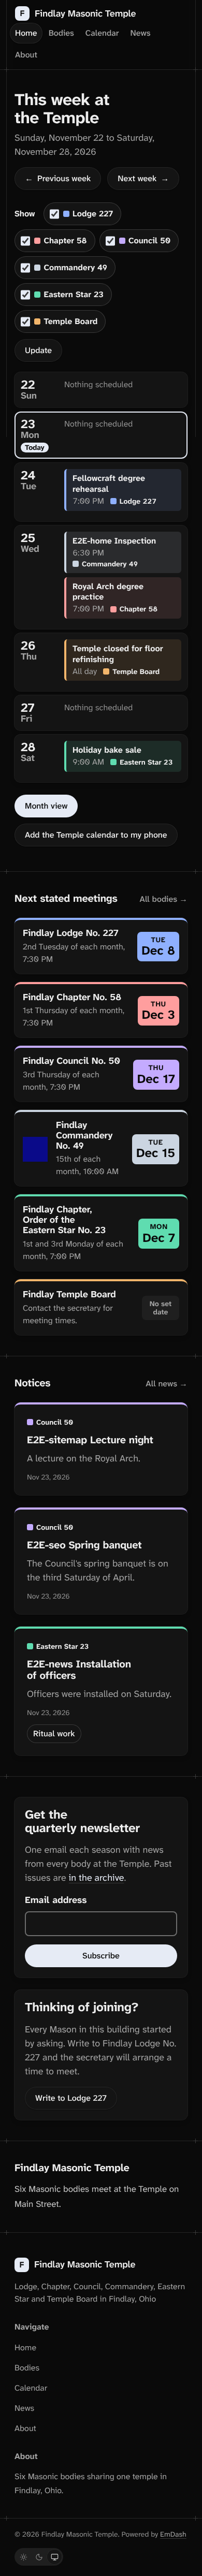 F Findlay Masonic Temple
Home Bodies Calendar News
About
This week at
the Temple
Sunday, November 22 to Saturday,
November 28, 2026
← Previous week Next week →
Show Lodge 227
Chapter 58 Council 50
Commandery 49
Eastern Star 23
Temple Board
Update
22 Nothing scheduled
Sun
23 Nothing scheduled
Mon
Today
24 Fellowcraft degree
Tue rehearsal
7:00 PM Lodge 227
25 E2E-home Inspection
Wed 6:30 PM
Commandery 49
Royal Arch degree
practice
7:00 PM Chapter 58
26 Temple closed for floor
Thu refinishing
All day Temple Board
27 Nothing scheduled
Fri
28 Holiday bake sale
Sat 9:00 AM Eastern Star 23
Month view
Add the Temple calendar to my phone
Next stated meetings All bodies →
Findlay Lodge No. 227
2nd Tuesday of each month,
7:30 PM
TUE
Dec 8
Findlay Chapter No. 58
1st Thursday of each month,
7:30 PM
THU
Dec 3
Findlay Council No. 50
3rd Thursday of each
month, 7:30 PM
THU
Dec 17
Findlay
Commandery
No. 49
15th of each
month, 10:00 AM
TUE
Dec 15
Findlay Chapter,
Order of the
Eastern Star No. 23
1st and 3rd Monday of each
month, 7:00 PM
MON
Dec 7
Findlay Temple Board
Contact the secretary for
meeting times.
No set
date
Notices All news →
Council 50
E2E-sitemap Lecture night
A lecture on the Royal Arch.
Nov 23, 2026
Council 50
E2E-seo Spring banquet
The Council's spring banquet is on
the third Saturday of April.
Nov 23, 2026
Eastern Star 23
E2E-news Installation
of officers
Officers were installed on Saturday.
Nov 23, 2026
Ritual work
Get the
quarterly newsletter
One email each season with news
from every body at the Temple. Past
issues are in the archive.
Email address
Subscribe
Thinking of joining?
Every Mason in this building started
by asking. Write to Findlay Lodge No.
227 and the secretary will arrange a
time to meet.
Write to Lodge 227
Findlay Masonic Temple
Six Masonic bodies meet at the Temple on
Main Street.
F Findlay Masonic Temple
Lodge, Chapter, Council, Commandery, Eastern
Star and Temple Board in Findlay, Ohio
Navigate
Home
Bodies
Calendar
News
About
About
Six Masonic bodies sharing one temple in
Findlay, Ohio.
© 2026 Findlay Masonic Temple. Powered by EmDash